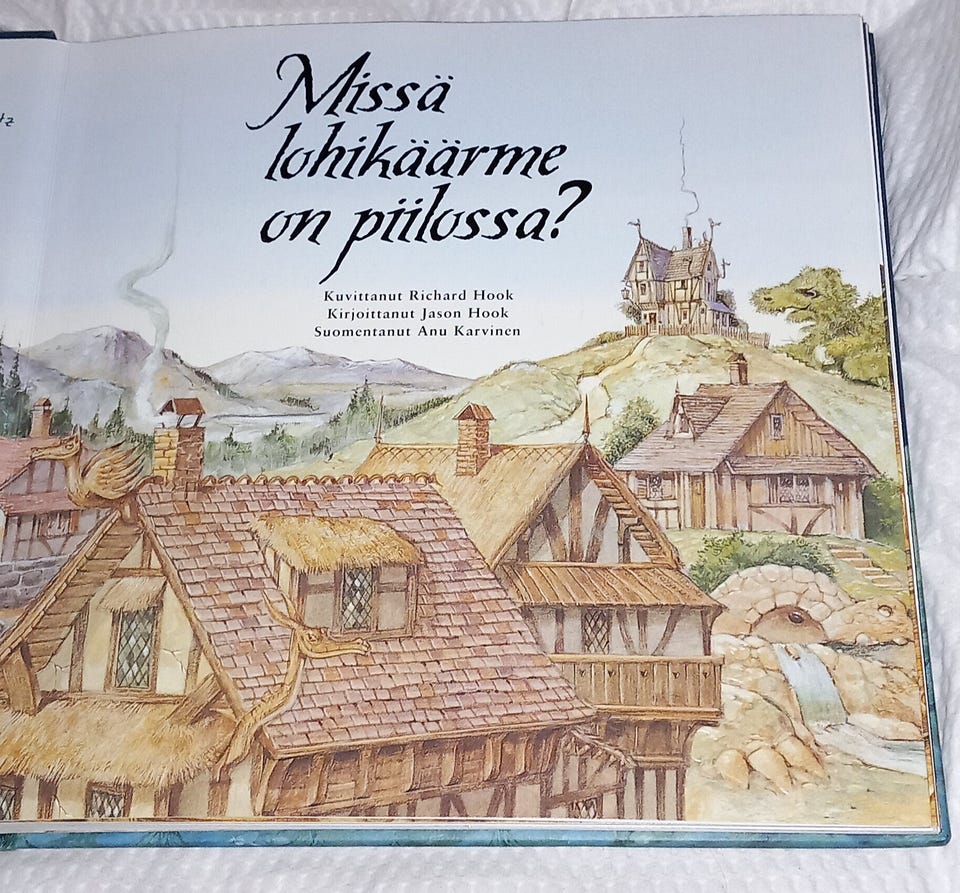 Missä
lohikäärme
on piilossa?
Kuvittanut Richard Hook
Kirjoittanut Jason Hook
Suomentanut Anu Karvinen